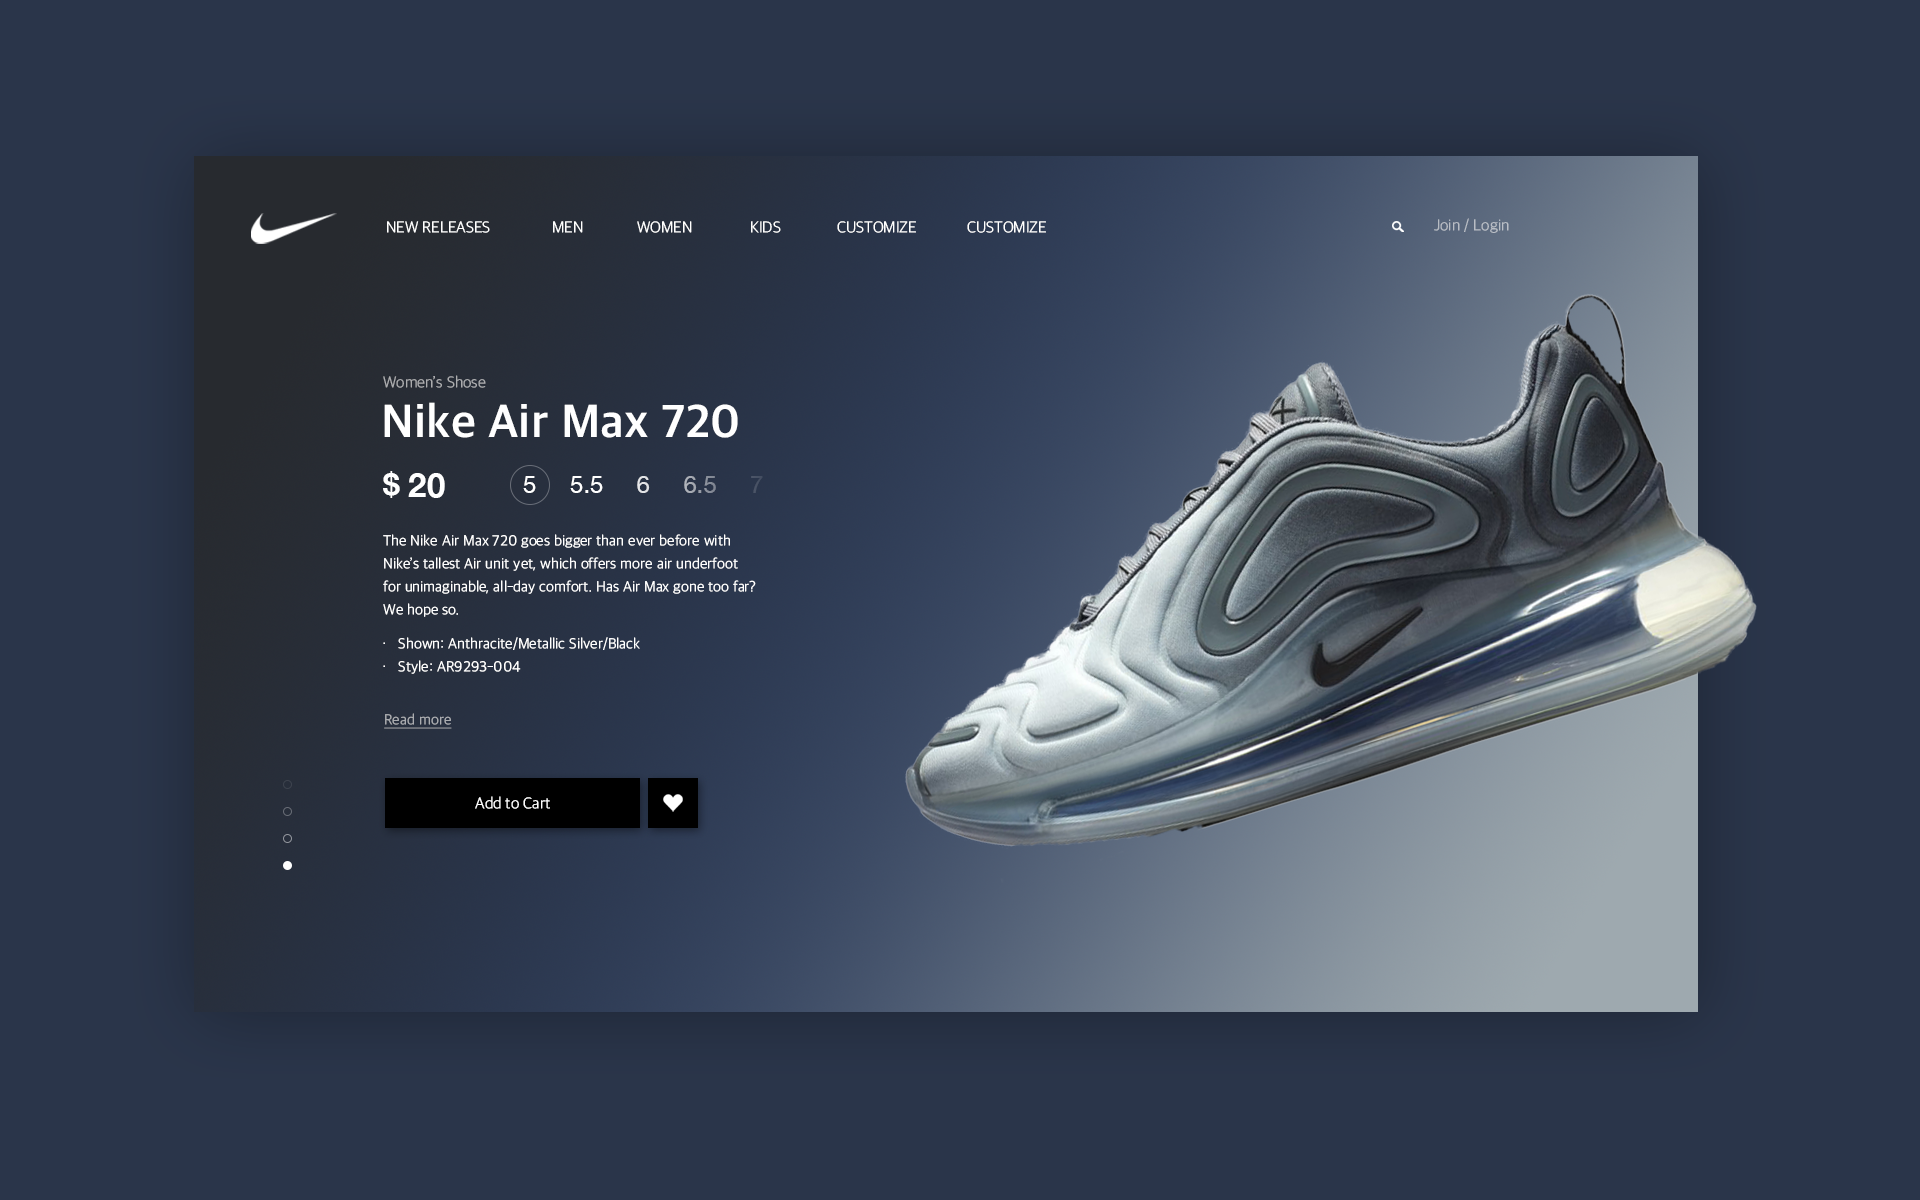 NEW RELEASES MEN WOMEN KIDS CUSTOMIZE CUSTOMIZE Join / Login
Women's Shose
Nike Air Max 720
$ 20 5 5.5 6 6.5 7
The Nike Air Max 720 goes bigger than ever before with
Nike's tallest Air unit yet, which offers more air underfoot
for unimaginable, all-day comfort. Has Air Max gone too far?
We hope so.
· Shown: Anthracite/Metallic Silver/Black
· Style: AR9293-004
Read more
Add to Cart